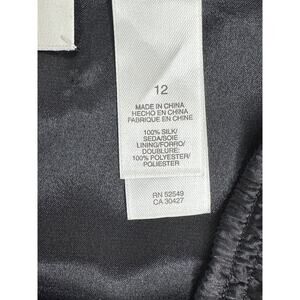 12
MADE IN CHINA
HECHO EN CHINA
FABRIQUE EN CHINE
100% SILK/
SEDA/SOIE
LINING/FORRO/
DOUBLURE:
100% POLYESTER/
POLIESTER
RN 52549
CA 30427